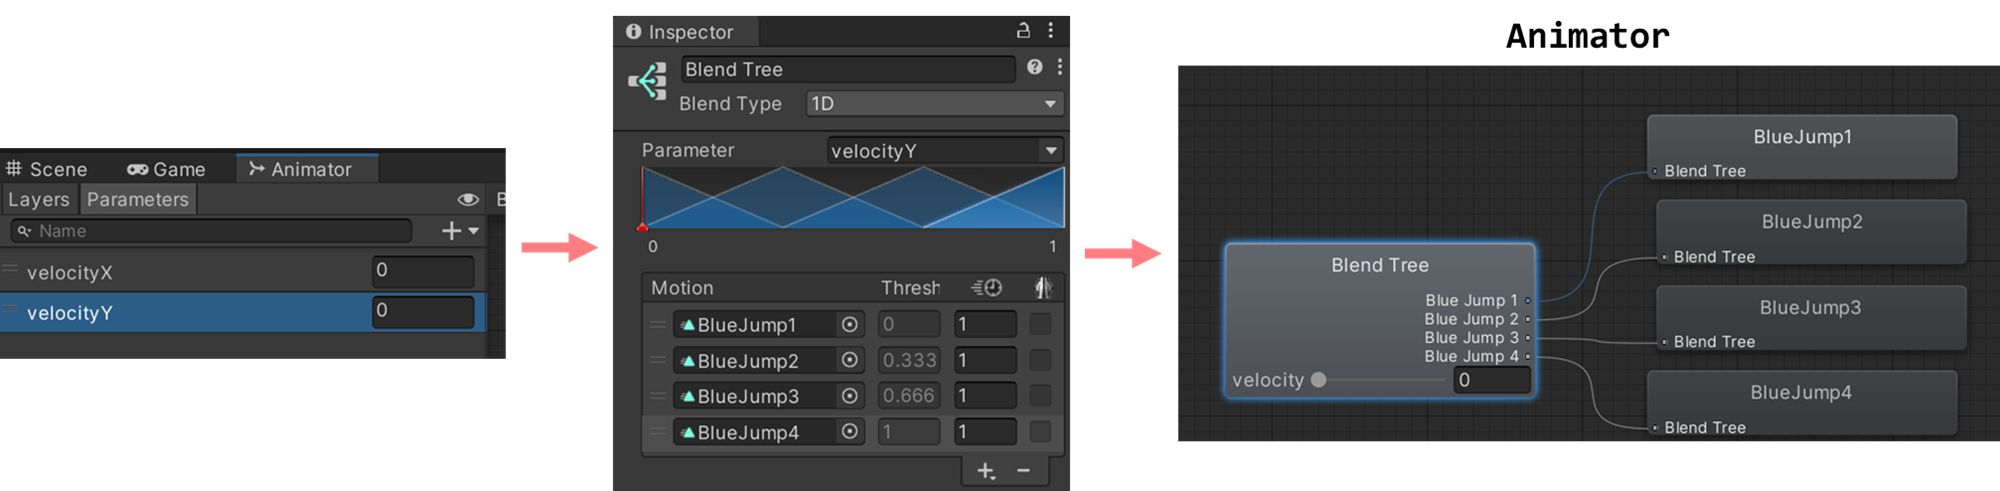 Scene Game Animator
Layers Parameters B
Name
velocityX 0
velocityY 0
Inspector
Blend Tree
Blend Type 1D
Parameter velocityY
0 1
Motion Thresh
BlueJump1 0 1
BlueJump2 0.333 1
BlueJump3 0.666 1
BlueJump4 1 1
Animator
Blend Tree
Blue Jump 1
Blue Jump 2
Blue Jump 3
Blue Jump 4
velocity 0
BlueJump1
Blend Tree
BlueJump2
Blend Tree
BlueJump3
Blend Tree
BlueJump4
Blend Tree